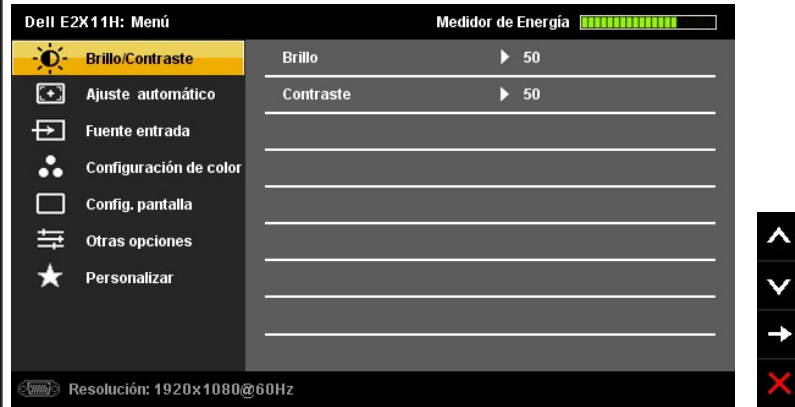 Dell E2X11H: Menú
Medidor de Energía
Brillo/Contraste
Brillo 50
Ajuste automático
Contraste 50
Fuente entrada
Configuración de color
Config. pantalla
Otras opciones
Personalizar
Resolución: 1920x1080@60Hz